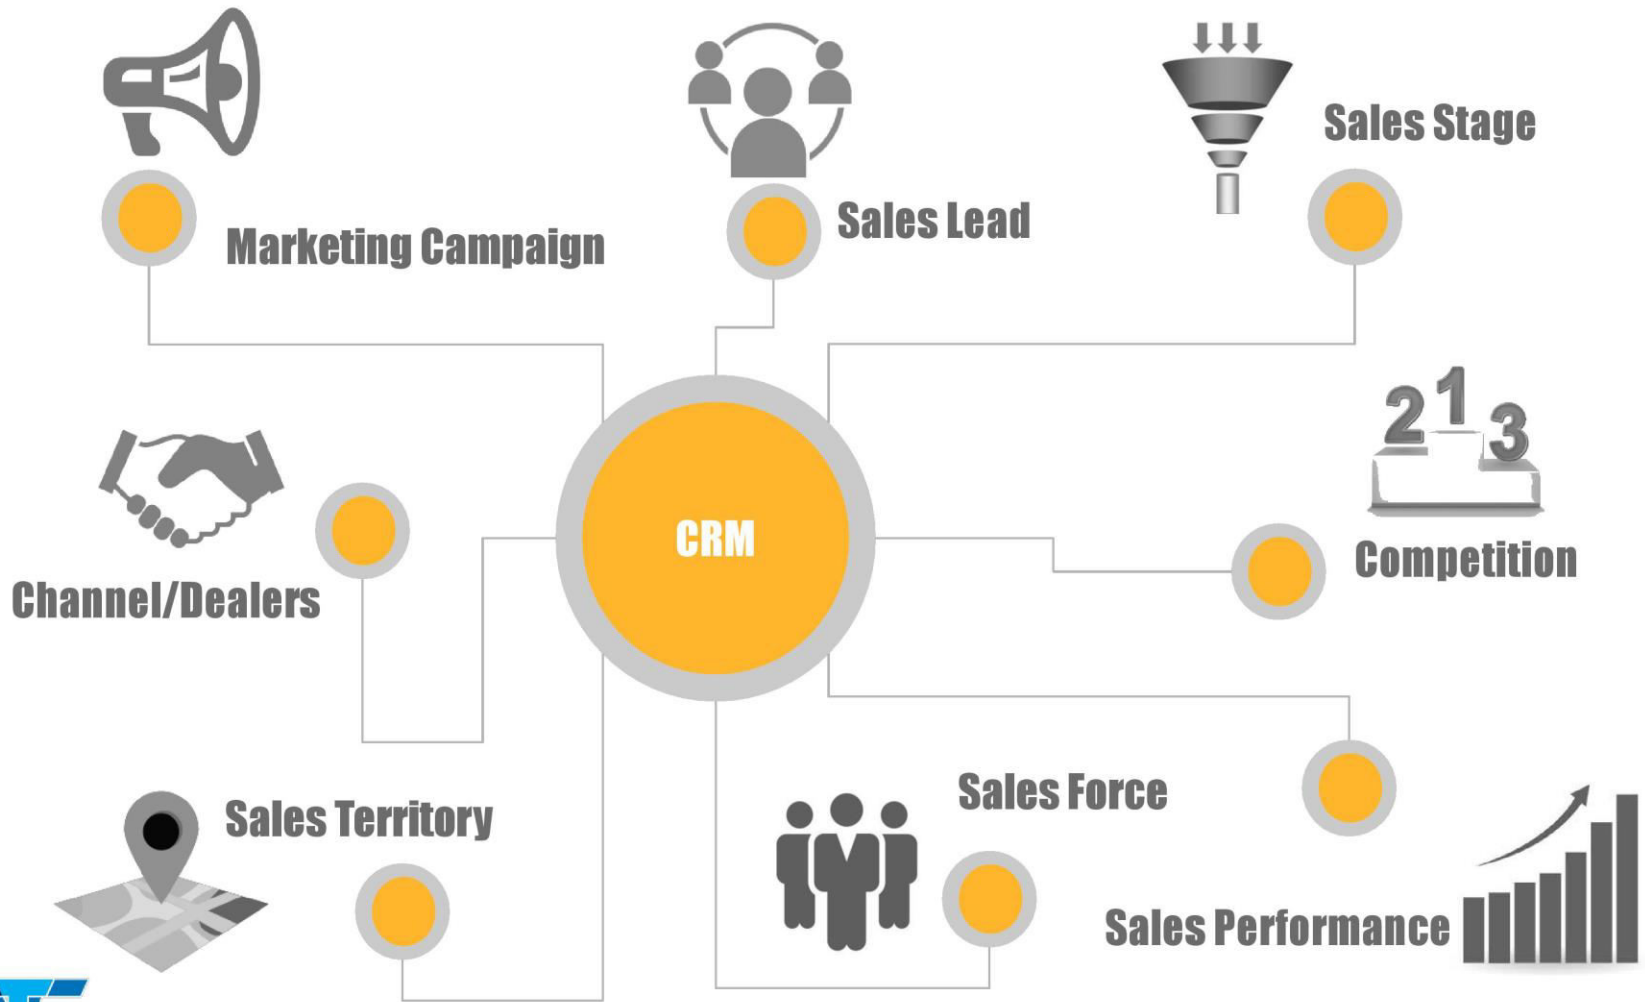 Sales Stage
Marketing Campaign
Sales Lead
2 1 3
CRM
Competition
Channel/Dealers
Sales Territory
Sales Force
Sales Performance